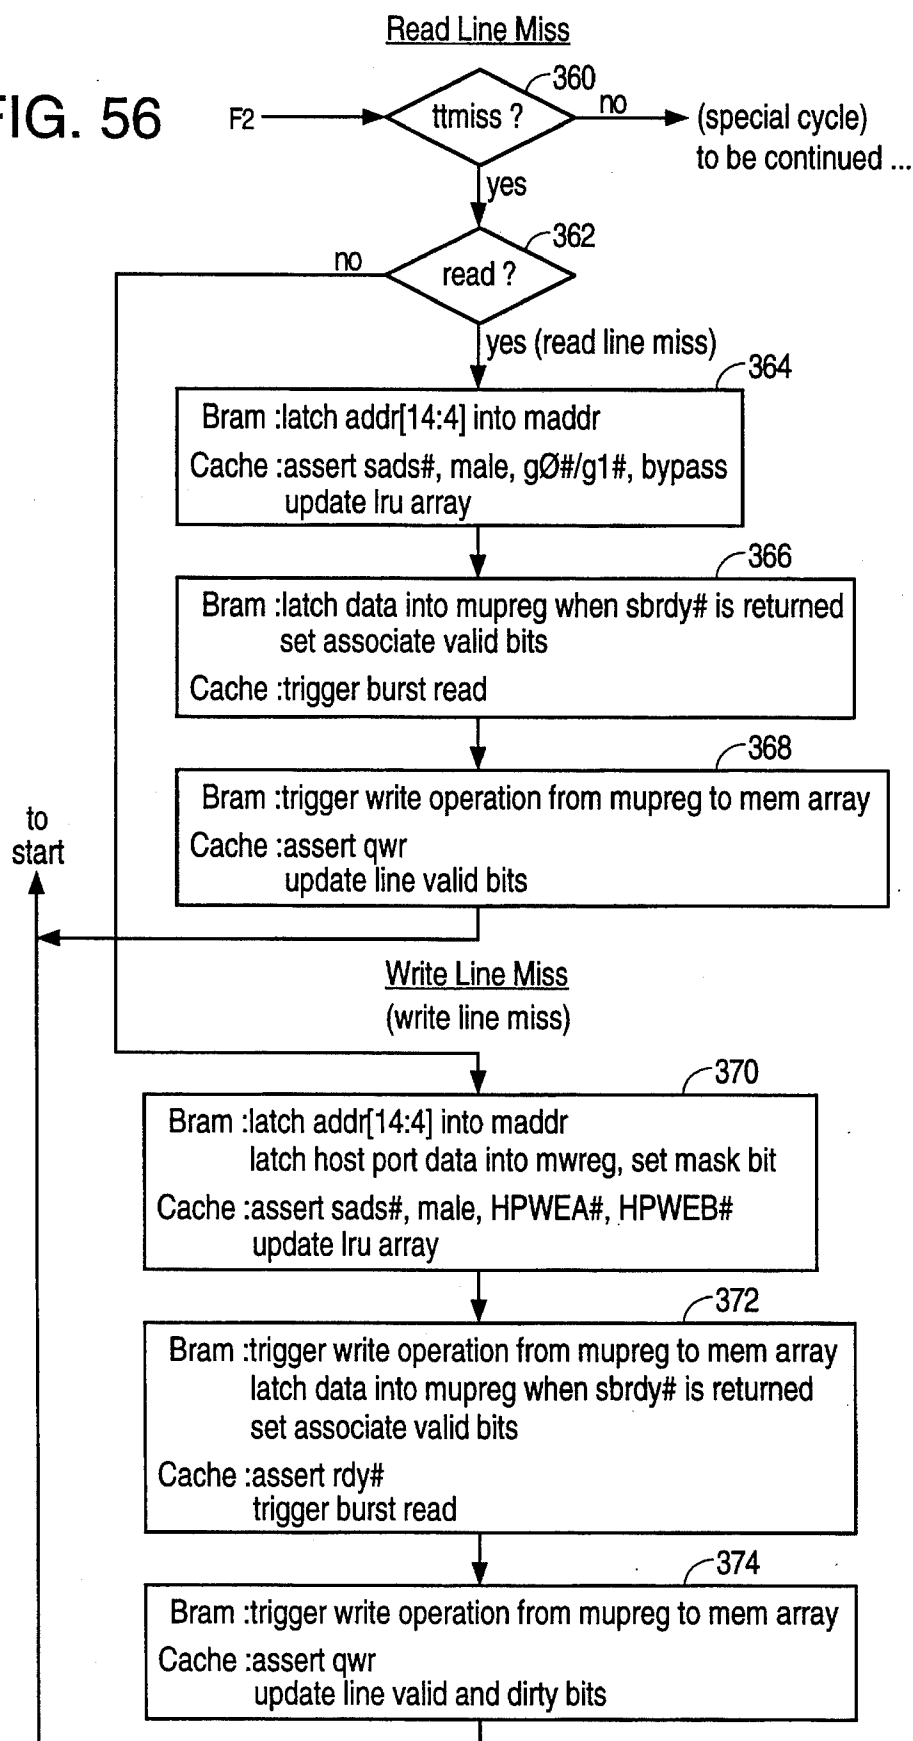 Read Line Miss
FIG. 56
F2
ttmiss ?
360
no
(special cycle)
to be continued ...
yes
362
no
read ?
yes (read line miss)
364
Bram :latch addr[14:4] into maddr
Cache :assert sads#, male, gØ#/g1#, bypass
update lru array
366
Bram :latch data into mupreg when sbrdy# is returned
set associate valid bits
Cache :trigger burst read
368
Bram :trigger write operation from mupreg to mem array
Cache :assert qwr
update line valid bits
to
start
Write Line Miss
(write line miss)
370
Bram :latch addr[14:4] into maddr
latch host port data into mwreg, set mask bit
Cache :assert sads#, male, HPWEA#, HPWEB#
update lru array
372
Bram :trigger write operation from mupreg to mem array
latch data into mupreg when sbrdy# is returned
set associate valid bits
Cache :assert rdy#
trigger burst read
374
Bram :trigger write operation from mupreg to mem array
Cache :assert qwr
update line valid and dirty bits